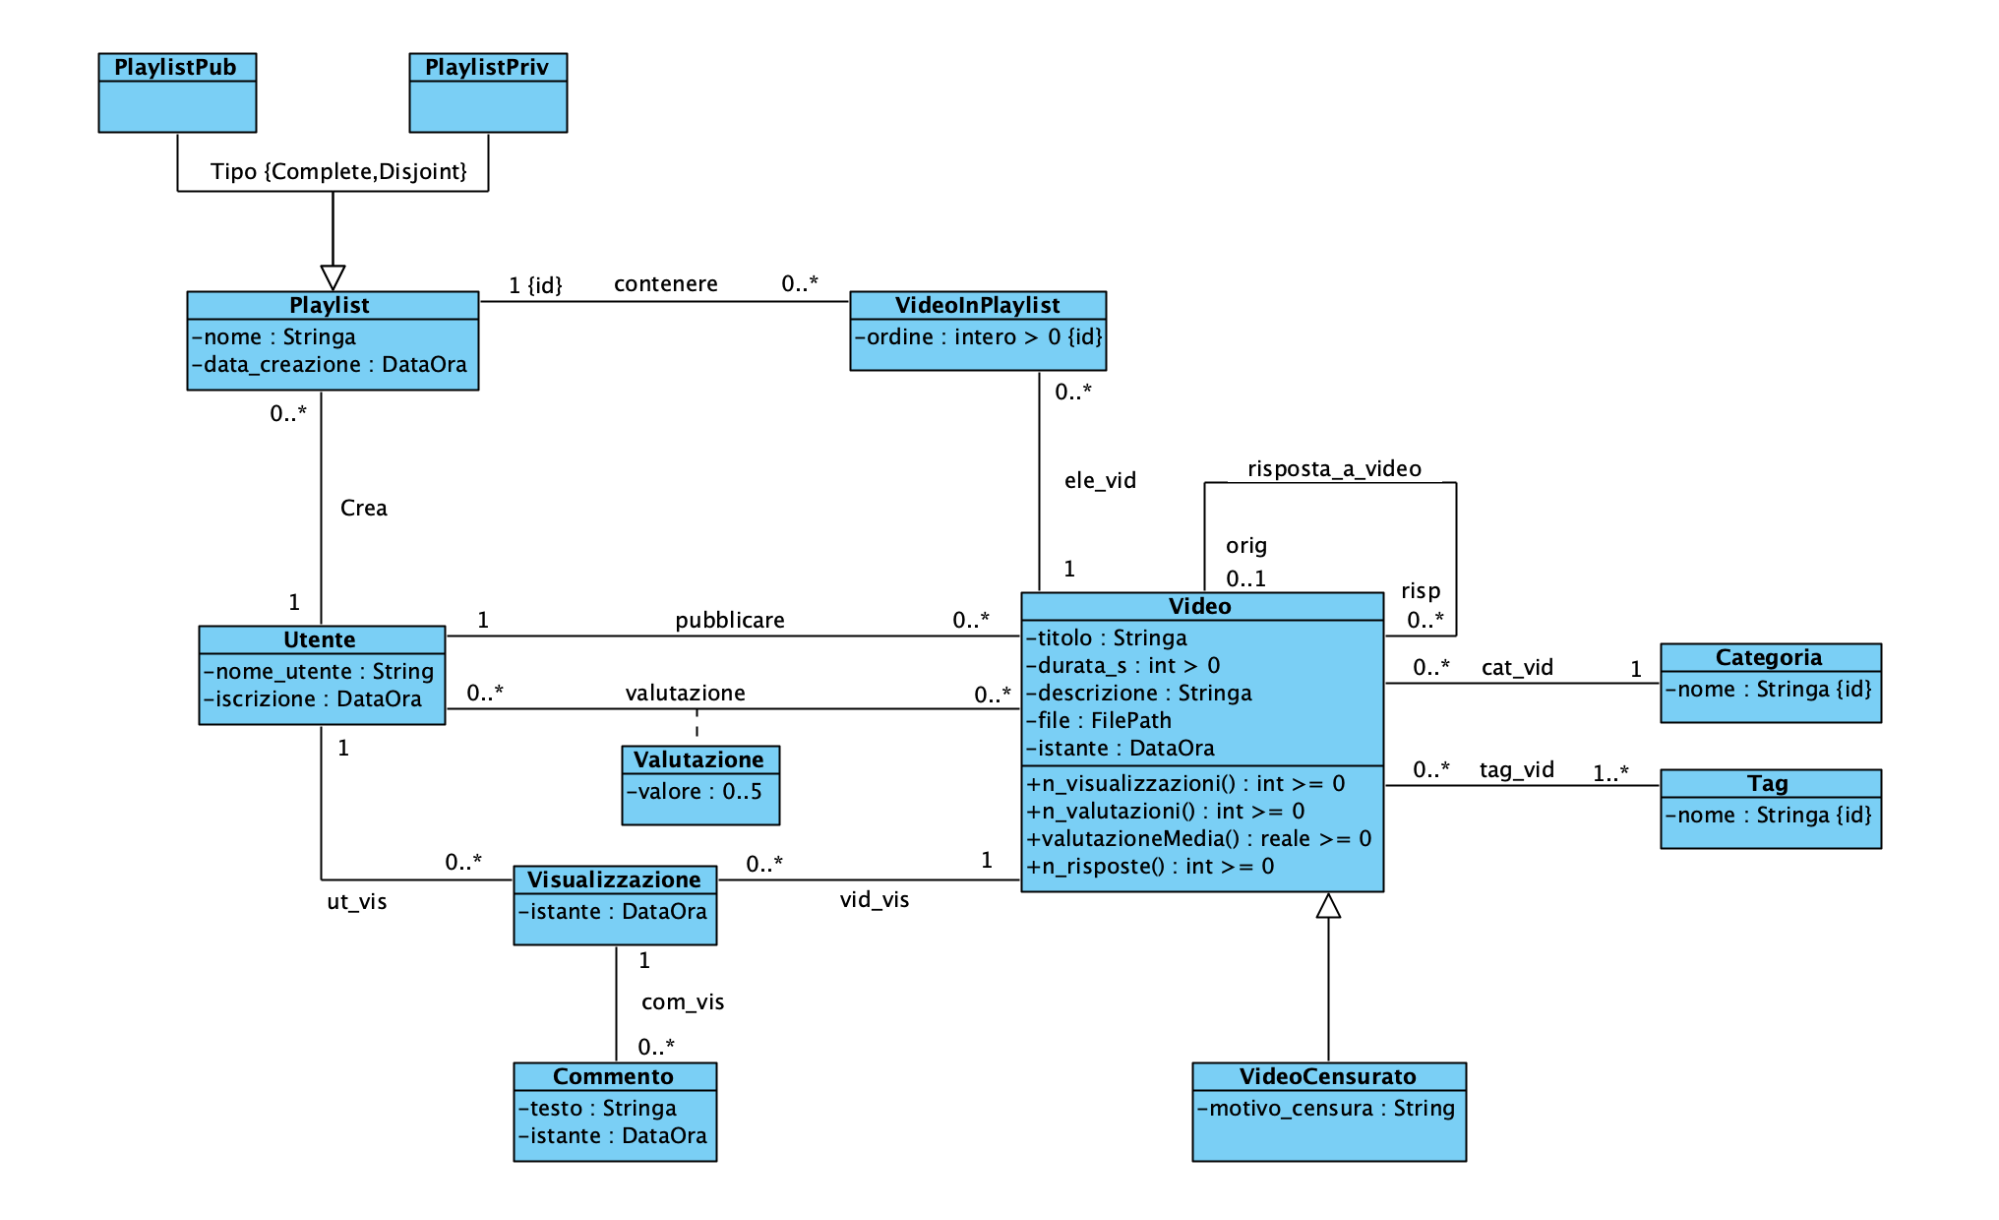 PlaylistPub
PlaylistPriv
Tipo {Complete,Disjoint}
1 {id}
contenere
0..*
Playlist
-nome : Stringa
-data_creazione : DataOra
VideoInPlaylist
-ordine : intero > 0 {id}
0..*
0..*
risposta_a_video
ele_vid
Crea
orig
0..1
1
risp
0..*
1
1
pubblicare
0..*
Utente
-nome_utente : String
-iscrizione : DataOra
0..*
valutazione
0..*
Valutazione
-valore : 0..5
Video
-titolo : Stringa
-durata_s : int > 0
-descrizione : Stringa
-file : FilePath
-istante : DataOra
+n_visualizzazioni() : int >= 0
+n_valutazioni() : int >= 0
+valutazioneMedia() : reale >= 0
+n_risposte() : int >= 0
0..*
cat_vid
1
Categoria
-nome : Stringa {id}
0..*
tag_vid
1..*
Tag
-nome : Stringa {id}
1
0..*
ut_vis
Visualizzazione
-istante : DataOra
0..*
1
vid_vis
1
com_vis
0..*
Commento
-testo : Stringa
-istante : DataOra
VideoCensurato
-motivo_censura : String